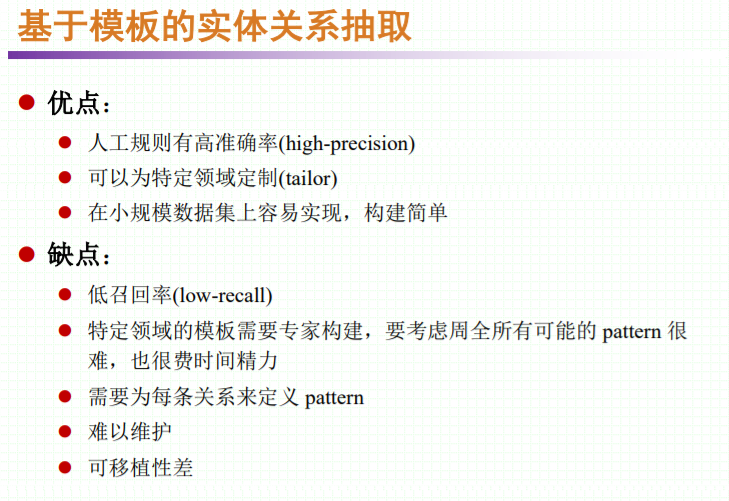 基于模板的实体关系抽取
优点：
人工规则有高准确率(high-precision)
可以为特定领域定制(tailor)
在小规模数据集上容易实现，构建简单
缺点：
低召回率(low-recall)
特定领域的模板需要专家构建，要考虑周全所有可能的 pattern 很
难，也很费时间精力
需要为每条关系来定义 pattern
难以维护
可移植性差